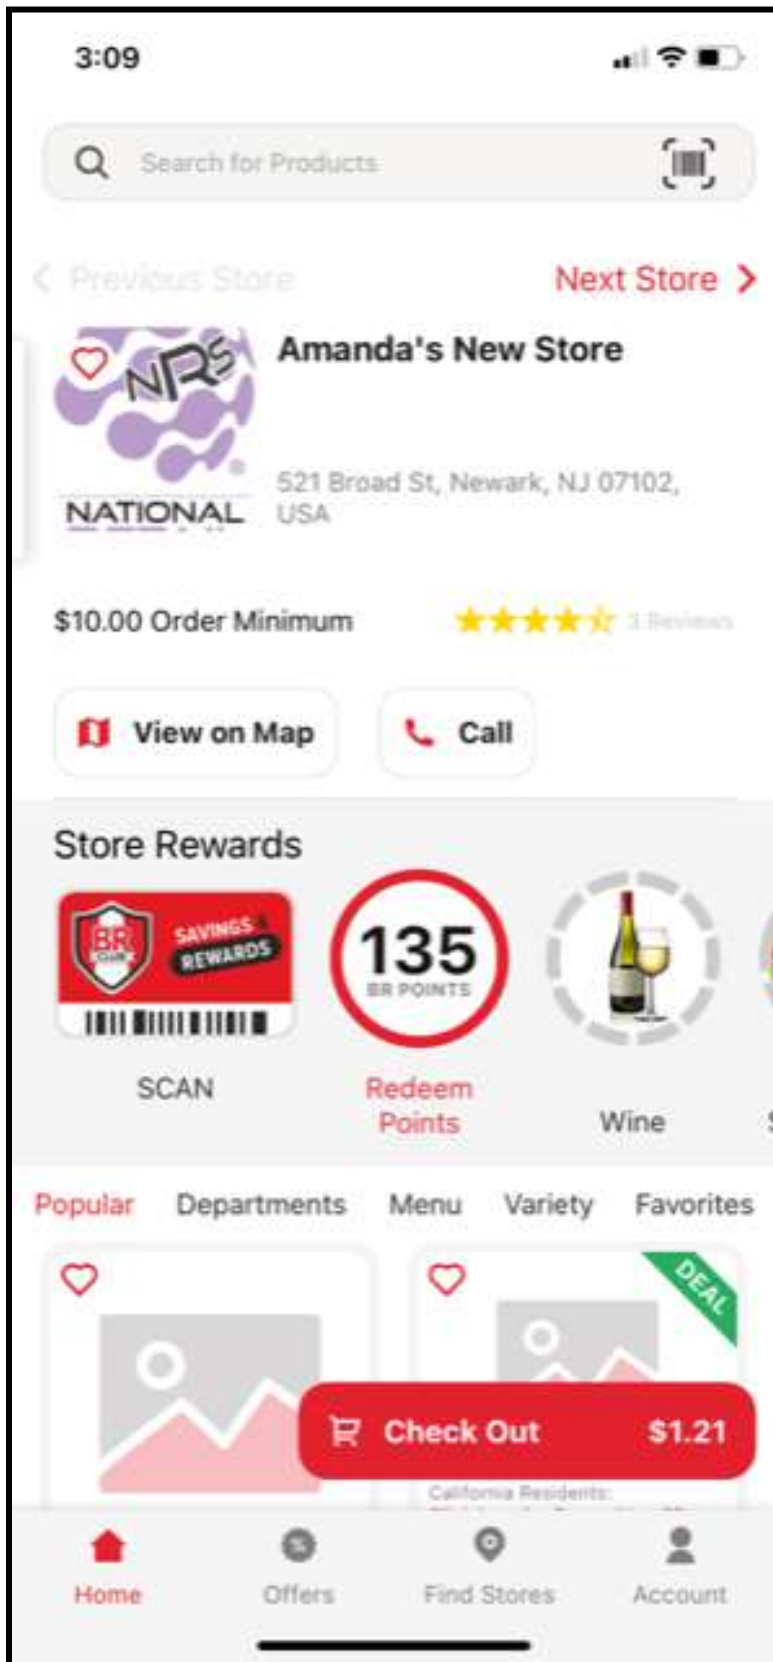 3:09
Search for Products
Previous Store
Next Store
NRS
®
NATIONAL
Amanda's New Store
521 Broad St, Newark, NJ 07102,
USA
$10.00 Order Minimum
3 Reviews
View on Map
Call
Store Rewards
BR
CLUB
SAVINGS &
REWARDS
135
BR POINTS
SCAN
Redeem
Points
Wine
Popular
Departments
Menu
Variety
Favorites
DEAL
Check Out
$1.21
California Residents:
Home
Offers
Find Stores
Account